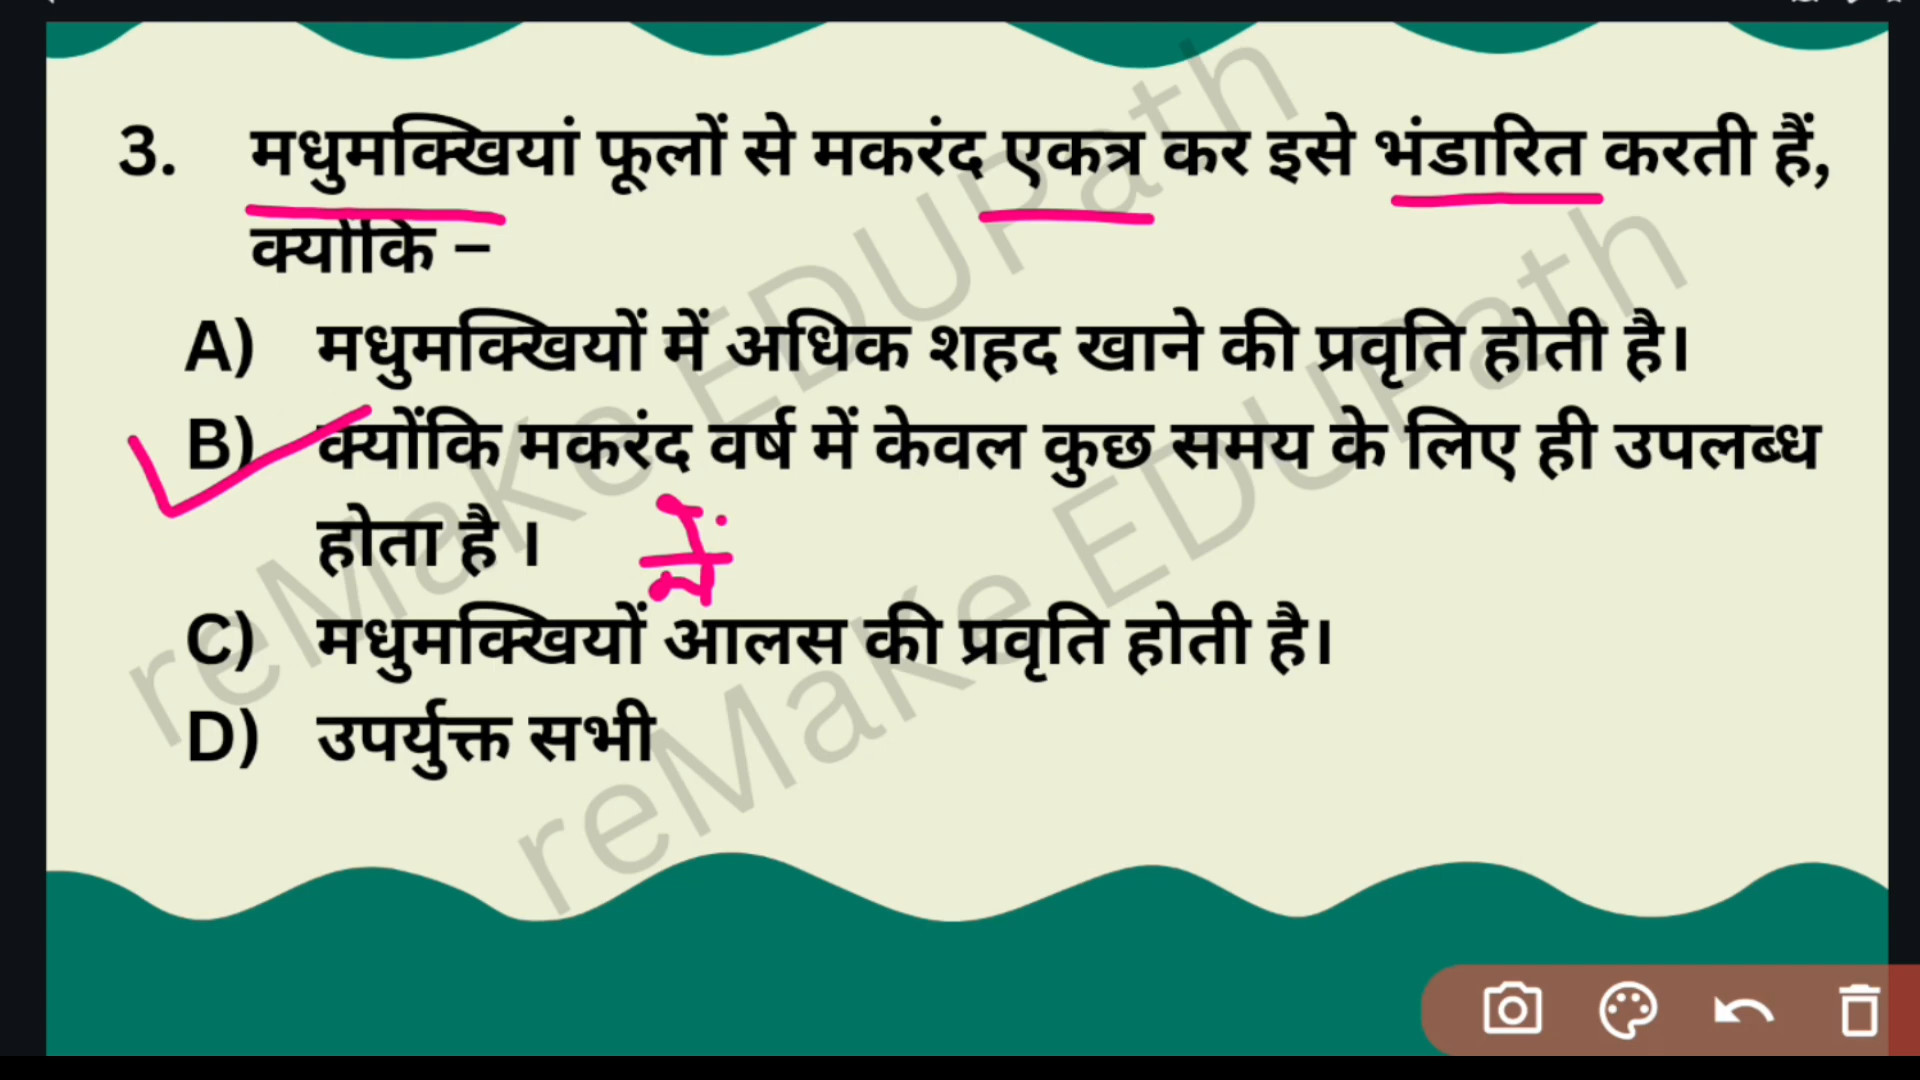 3. मधुमक्खियां फूलों से मकरंद एकत्र कर इसे भंडारित करती हैं,
क्योंकि –
A) मधुमक्खियों में अधिक शहद खाने की प्रवृति होती है।
B) क्योंकि मकरंद वर्ष में केवल कुछ समय के लिए ही उपलब्ध
होता है ।
C) मधुमक्खियों आलस की प्रवृति होती है।
D) उपर्युक्त सभी
reMaKe EDUPath
reMaKe EDUPath